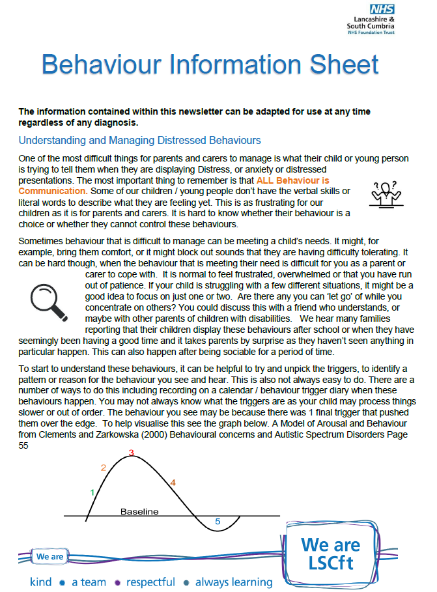 NHS
Lancashire &
South Cumbria
NHS Foundation Trust
Behaviour Information Sheet
The information contained within this newsletter can be adapted for use at any time
regardless of any diagnosis.
Understanding and Managing Distressed Behaviours
One of the most difficult things for parents and carers to manage is what their child or young person
is trying to tell them when they are displaying Distress, or anxiety or distressed
presentations. The most important thing to remember is that ALL Behaviour is
Communication. Some of our children / young people don't have the verbal skills or
literal words to describe what they are feeling yet. This is as frustrating for our
children as it is for parents and carers. It is hard to know whether their behaviour is a
choice or whether they cannot control these behaviours.
Sometimes behaviour that is difficult to manage can be meeting a child's needs. It might, for
example, bring them comfort, or it might block out sounds that they are having difficulty tolerating. It
can be hard though, when the behaviour that is meeting their need is difficult for you as a parent or
carer to cope with. It is normal to feel frustrated, overwhelmed or that you have run
out of patience. If your child is struggling with a few different situations, it might be a
good idea to focus on just one or two. Are there any you can 'let go' of while you
concentrate on others? You could discuss this with a friend who understands, or
maybe with other parents of children with disabilities. We hear many families
reporting that their children display these behaviours after school or when they have
seemingly been having a good time and it takes parents by surprise as they haven't seen anything in
particular happen. This can also happen after being sociable for a period of time.
To start to understand these behaviours, it can be helpful to try and unpick the triggers, to identify a
pattern or reason for the behaviour you see and hear. This is also not always easy to do. There are a
number of ways to do this including recording on a calendar / behaviour trigger diary when these
behaviours happen. You may not always know what the triggers are as your child may process things
slower or out of order. The behaviour you see may be because there was 1 final trigger that pushed
them over the edge. To help visualise this see the graph below. A Model of Arousal and Behaviour
from Clements and Zarkowska (2000) Behavioural concerns and Autistic Spectrum Disorders Page
55
3
2
4
1
Baseline
5
We are
We are
LSCft
kind ● a team ● respectful ● always learning